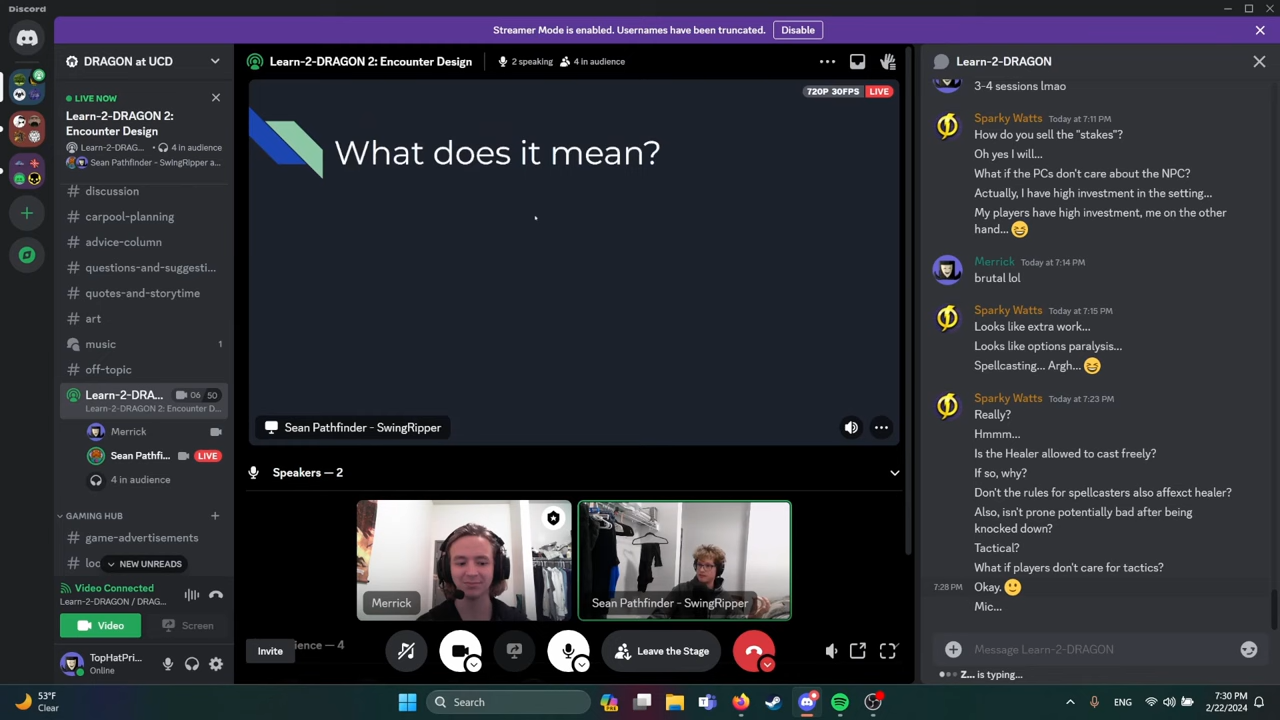 Discord
Streamer Mode is enabled. Usernames have been truncated.
Disable
DRAGON at UCD
LIVE NOW
Learn-2-DRAGON 2:
Encounter Design
Learn-2-DRAG...
4 in audience
Sean Pathfinder - SwingRipper a
discussion
carpool-planning
advice-column
questions-and-suggesti...
quotes-and-storytime
art
music
1
off-topic
Learn-2-DRA...
06
50
Learn-2-DRAGON 2: Encounter D...
Merrick
Sean Pathfi...
LIVE
4 in audience
GAMING HUB
game-advertisements
NEW UNREADS
Video Connected
Learn-2-DRAGON / DRAG...
Video
Screen
TopHatPri...
Online
Learn-2-DRAGON 2: Encounter Design
2 speaking
4 in audience
720P 30FPS
LIVE
What does it mean?
Sean Pathfinder - SwingRipper
Speakers — 2
Merrick
Sean Pathfinder - SwingRipper
Invite
ience — 4
Leave the Stage
Learn-2-DRAGON
3-4 sessions lmao
Sparky Watts Today at 7:11 PM
How do you sell the "stakes"?
Oh yes I will...
What if the PCs don't care about the NPC?
Actually, I have high investment in the setting...
My players have high investment, me on the other
hand...
Merrick Today at 7:14 PM
brutal lol
Sparky Watts Today at 7:15 PM
Looks like extra work...
Looks like options paralysis...
Spellcasting... Argh...
Sparky Watts Today at 7:23 PM
Really?
Hmmm...
Is the Healer allowed to cast freely?
If so, why?
Don't the rules for spellcasters also affexct healer?
Also, isn't prone potentially bad after being
knocked down?
Tactical?
What if players don't care for tactics?
7:28 PM Okay.
Mic...
Message Learn-2-DRAGON
Z... is typing...
53°F
Clear
Search
ENG
7:30 PM
2/22/2024